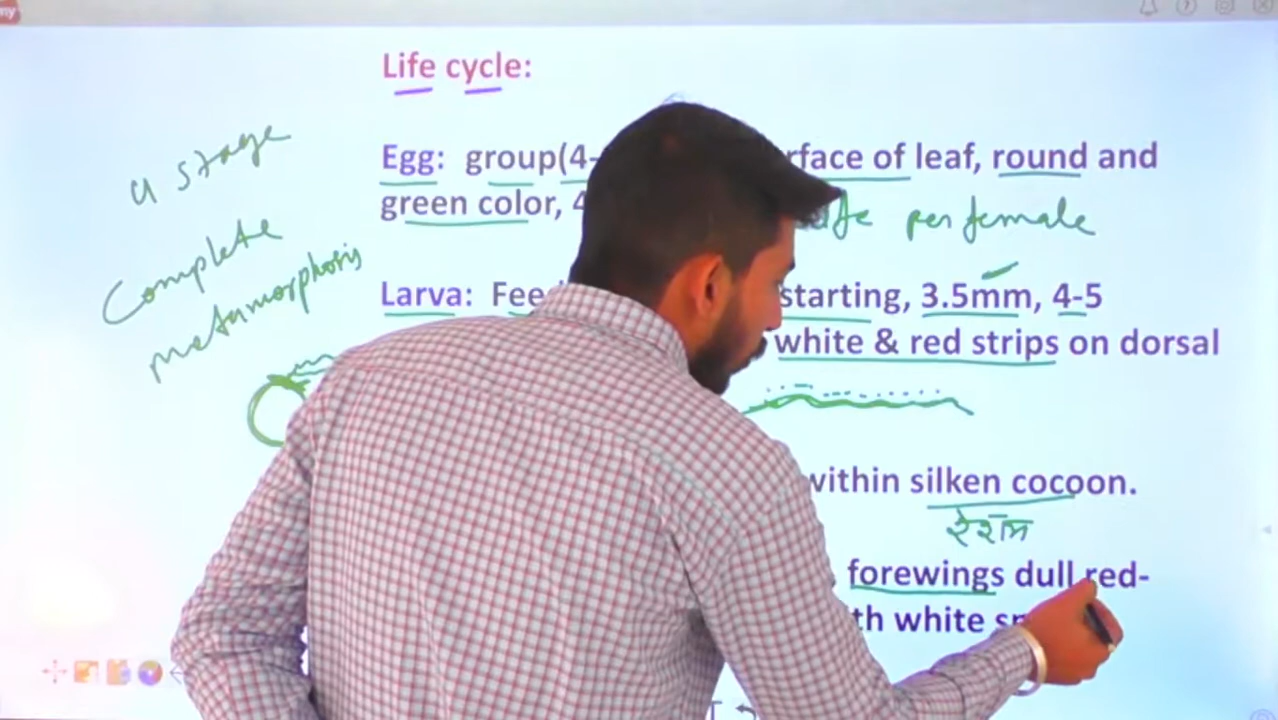 Life cycle:
4 stage
Egg: group(4- rface of leaf, round and
green color, 4 per female
Complete
metamorphosis
Larva: Fee starting, 3.5mm, 4-5
white & red strips on dorsal
within silken cocoon.
रेशम
forewings dull red-
th white sp